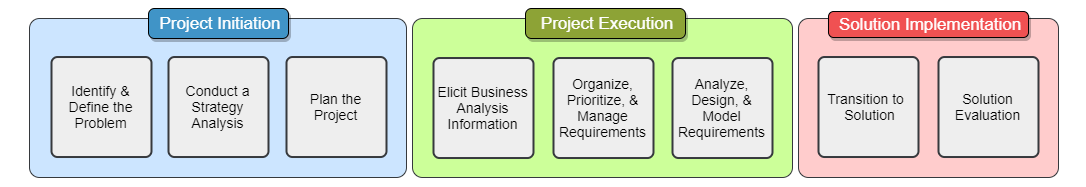 Project Initiation
Identify &
Define the
Problem
Conduct a
Strategy
Analysis
Plan the
Project
Project Execution
Elicit Business
Analysis
Information
Organize,
Prioritize, &
Manage
Requirements
Analyze,
Design, &
Model
Requirements
Solution Implementation
Transition to
Solution
Solution
Evaluation